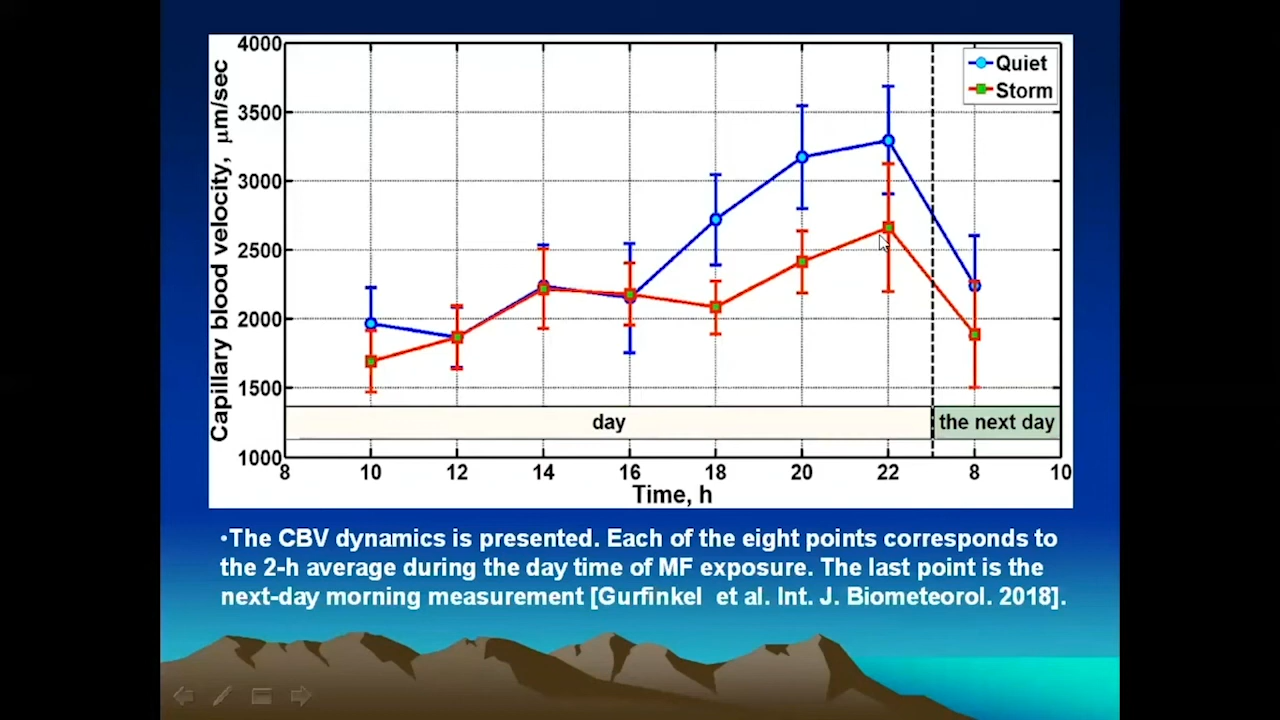 4000
3500
3000
2500
2000
1500
1000
Capillary blood velocity, μm/sec
Quiet
Storm
day
the next day
8 10 12 14 16 18 20 22 8 10
Time, h
•The CBV dynamics is presented. Each of the eight points corresponds to
the 2-h average during the day time of MF exposure. The last point is the
next-day morning measurement [Gurfinkel et al. Int. J. Biometeorol. 2018].